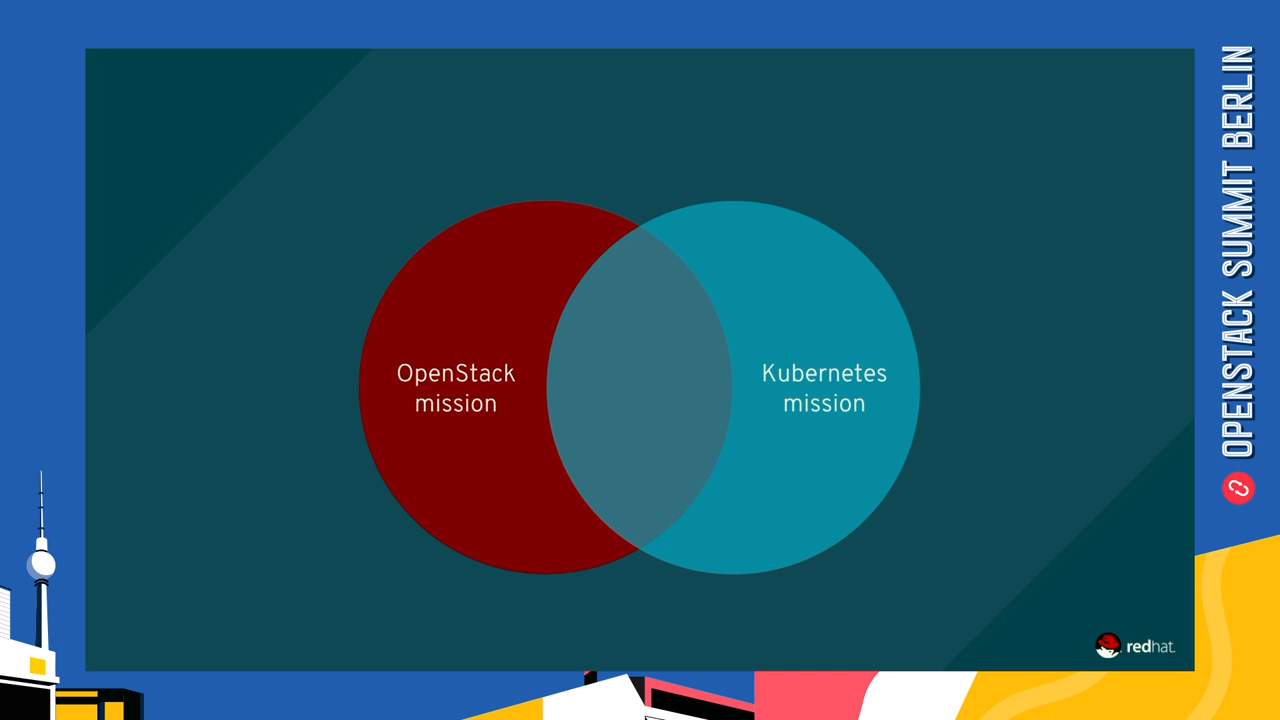 OpenStack
mission
Kubernetes
mission
redhat.
OPENSTACK SUMMIT BERLIN